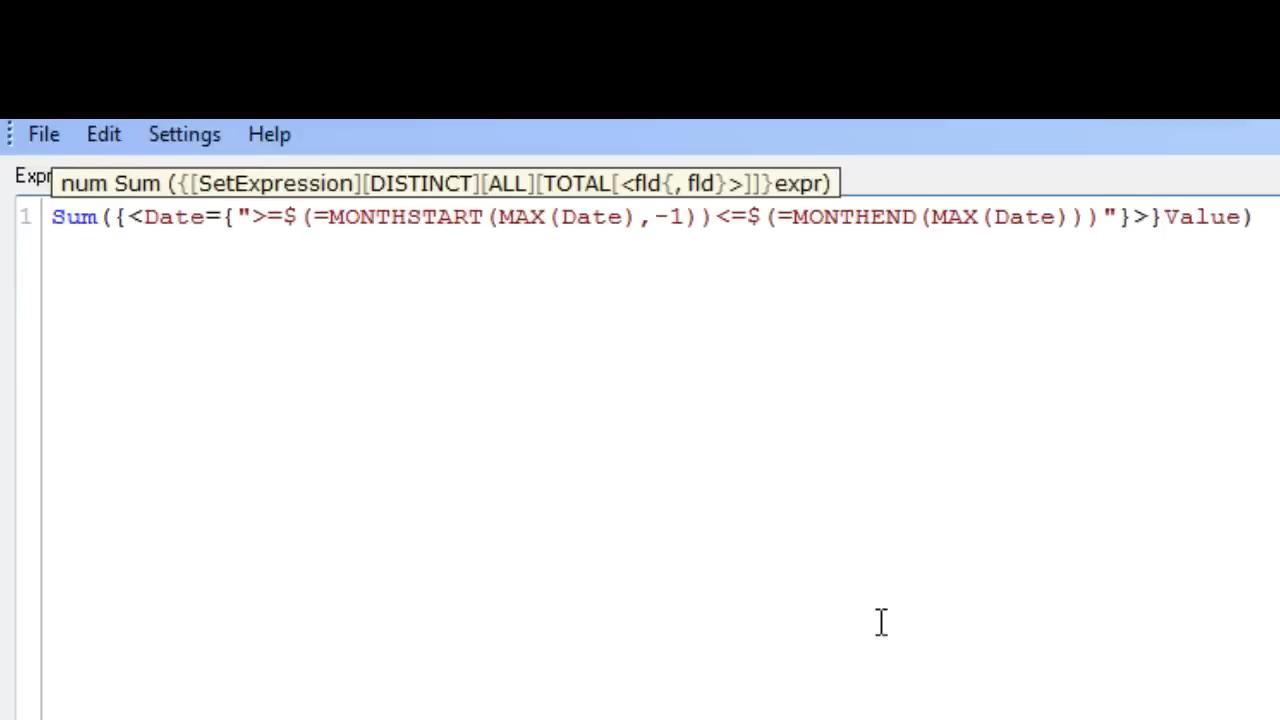 File Edit Settings Help
Expr
num Sum ({[SetExpression][DISTINCT][ALL][TOTAL[<fld{, fld}>]]}expr)
1 Sum({<Date={">=$(=MONTHSTART(MAX(Date),-1))<=$(=MONTHEND(MAX(Date)))"}>}Value)